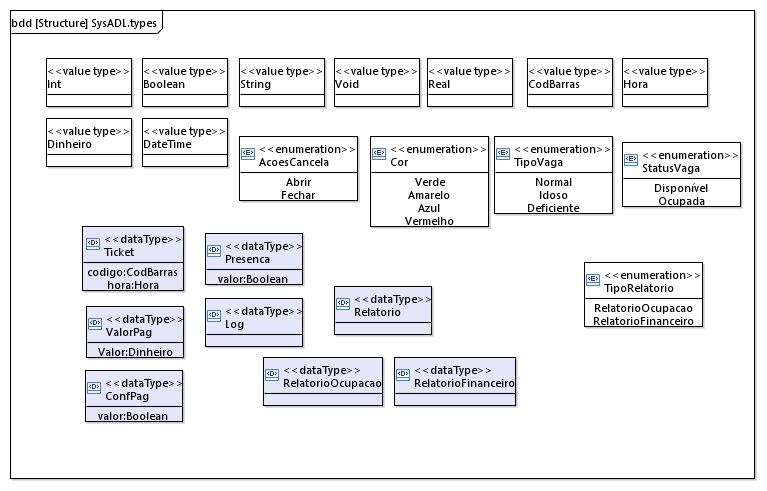 bdd [Structure] SysADL.types
<<value type>>
Int
<<value type>>
Boolean
<<value type>>
String
<<value type>>
Void
<<value type>>
Real
<<value type>>
CodBarras
<<value type>>
Hora
<<value type>>
Dinheiro
<<value type>>
DateTime
<<enumeration>>
AcoesCancela
Abrir
Fechar
<<enumeration>>
Cor
Verde
Amarelo
Azul
Vermelho
<<enumeration>>
TipoVaga
Normal
Idoso
Deficiente
<<enumeration>>
StatusVaga
Disponível
Ocupada
<<dataType>>
Ticket
codigo:CodBarras
hora:Hora
<<dataType>>
Presenca
valor:Boolean
<<enumeration>>
TipoRelatorio
RelatorioOcupacao
RelatorioFinanceiro
<<dataType>>
ValorPag
Valor:Dinheiro
<<dataType>>
Log
<<dataType>>
Relatorio
<<dataType>>
ConfPag
valor:Boolean
<<dataType>>
RelatorioOcupacao
<<dataType>>
RelatorioFinanceiro